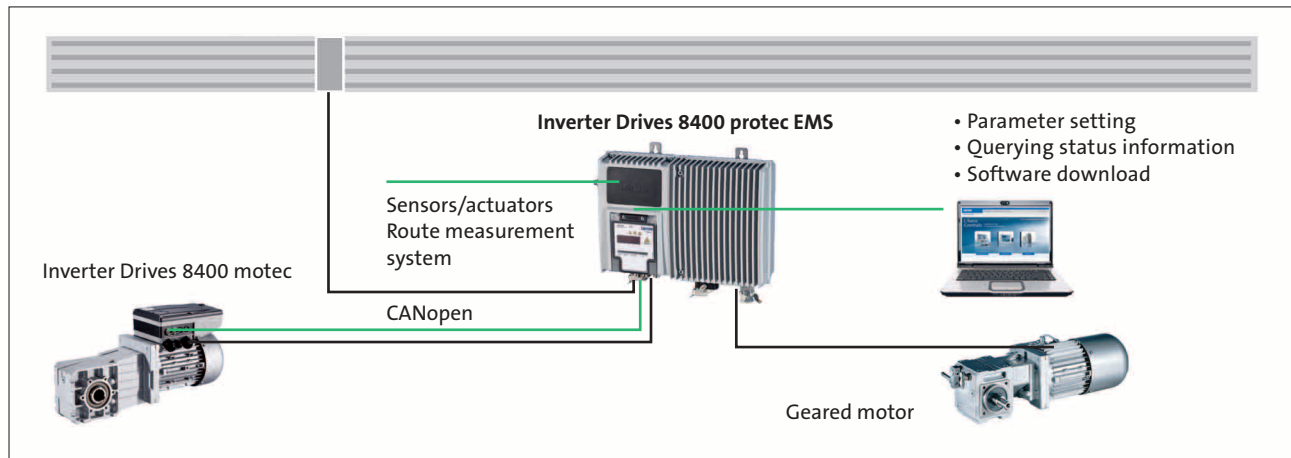 Inverter Drives 8400 protec EMS
• Parameter setting
• Querying status information
• Software download
Sensors/actuators
Route measurement
system
Inverter Drives 8400 motec
CANopen
Geared motor